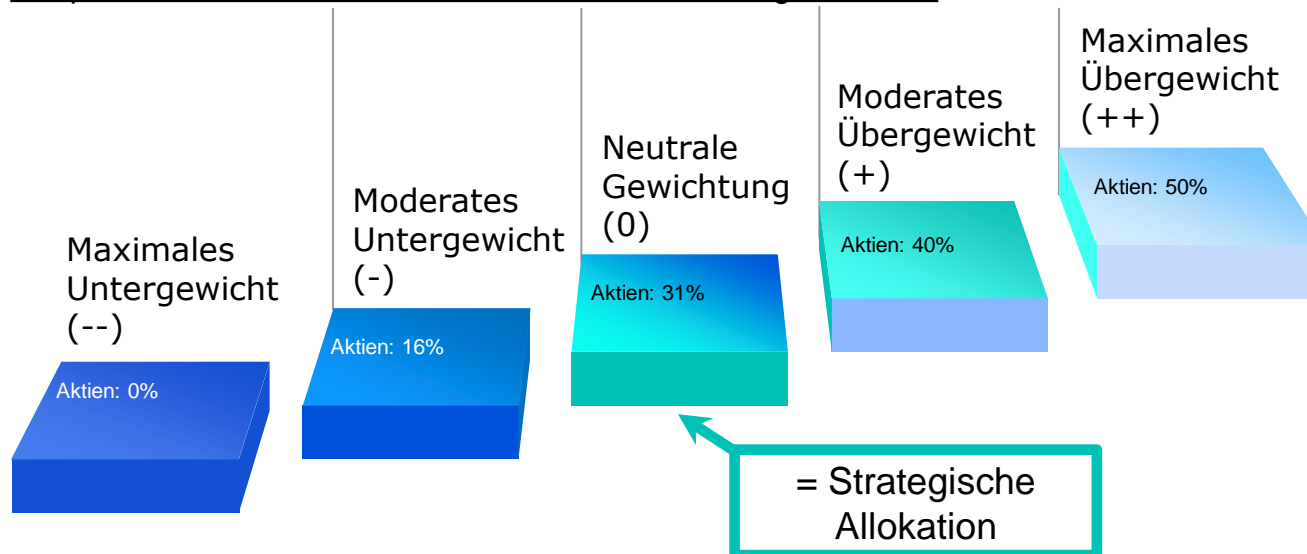 Maximales
Untergewicht
(--)
Aktien: 0%
Moderates
Untergewicht
(-)
Aktien: 16%
Neutrale
Gewichtung
(0)
Aktien: 31%
Moderates
Übergewicht
(+)
Aktien: 40%
Maximales
Übergewicht
(++)
Aktien: 50%
= Strategische
Allokation